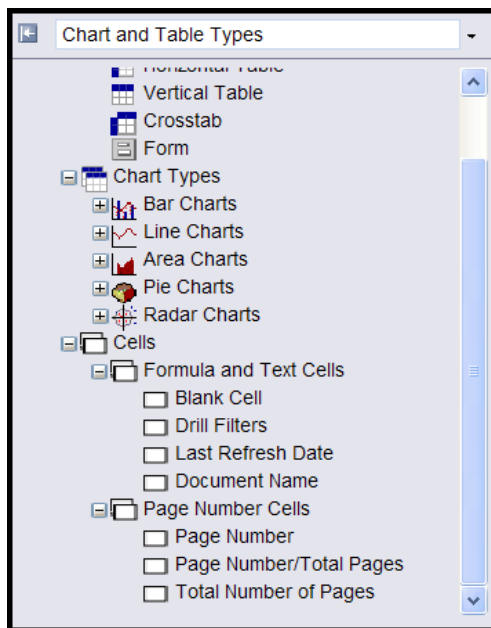 Chart and Table Types
Horizontal Table
Vertical Table
Crosstab
Form
Chart Types
Bar Charts
Line Charts
Area Charts
Pie Charts
Radar Charts
Cells
Formula and Text Cells
Blank Cell
Drill Filters
Last Refresh Date
Document Name
Page Number Cells
Page Number
Page Number/Total Pages
Total Number of Pages